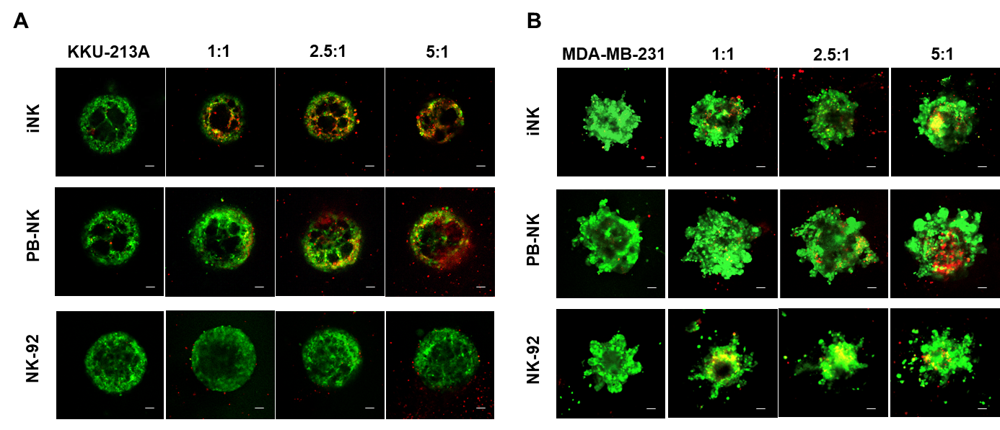 A
KKU-213A 1:1 2.5:1 5:1
iNK
PB-NK
NK-92
B
MDA-MB-231 1:1 2.5:1 5:1
iNK
PB-NK
NK-92